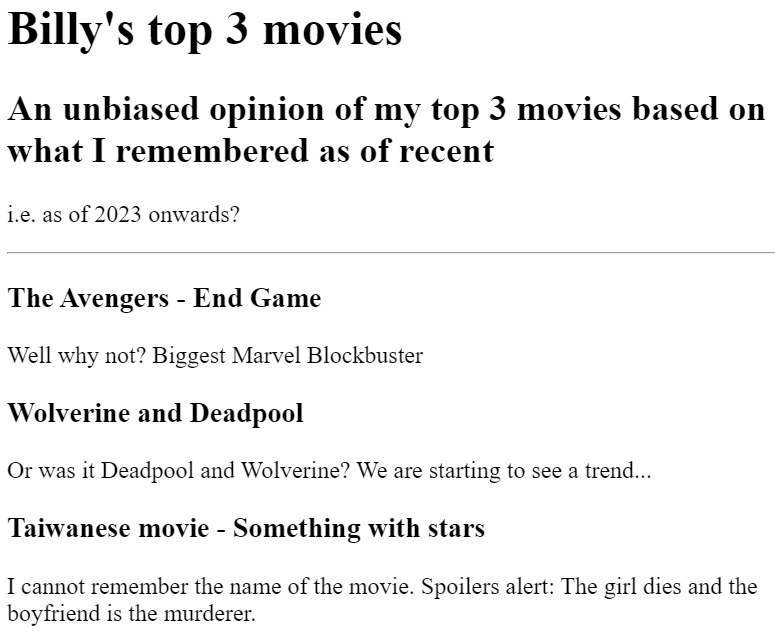 Billy's top 3 movies
An unbiased opinion of my top 3 movies based on
what I remembered as of recent
i.e. as of 2023 onwards?
The Avengers - End Game
Well why not? Biggest Marvel Blockbuster
Wolverine and Deadpool
Or was it Deadpool and Wolverine? We are starting to see a trend...
Taiwanese movie - Something with stars
I cannot remember the name of the movie. Spoilers alert: The girl dies and the
boyfriend is the murderer.